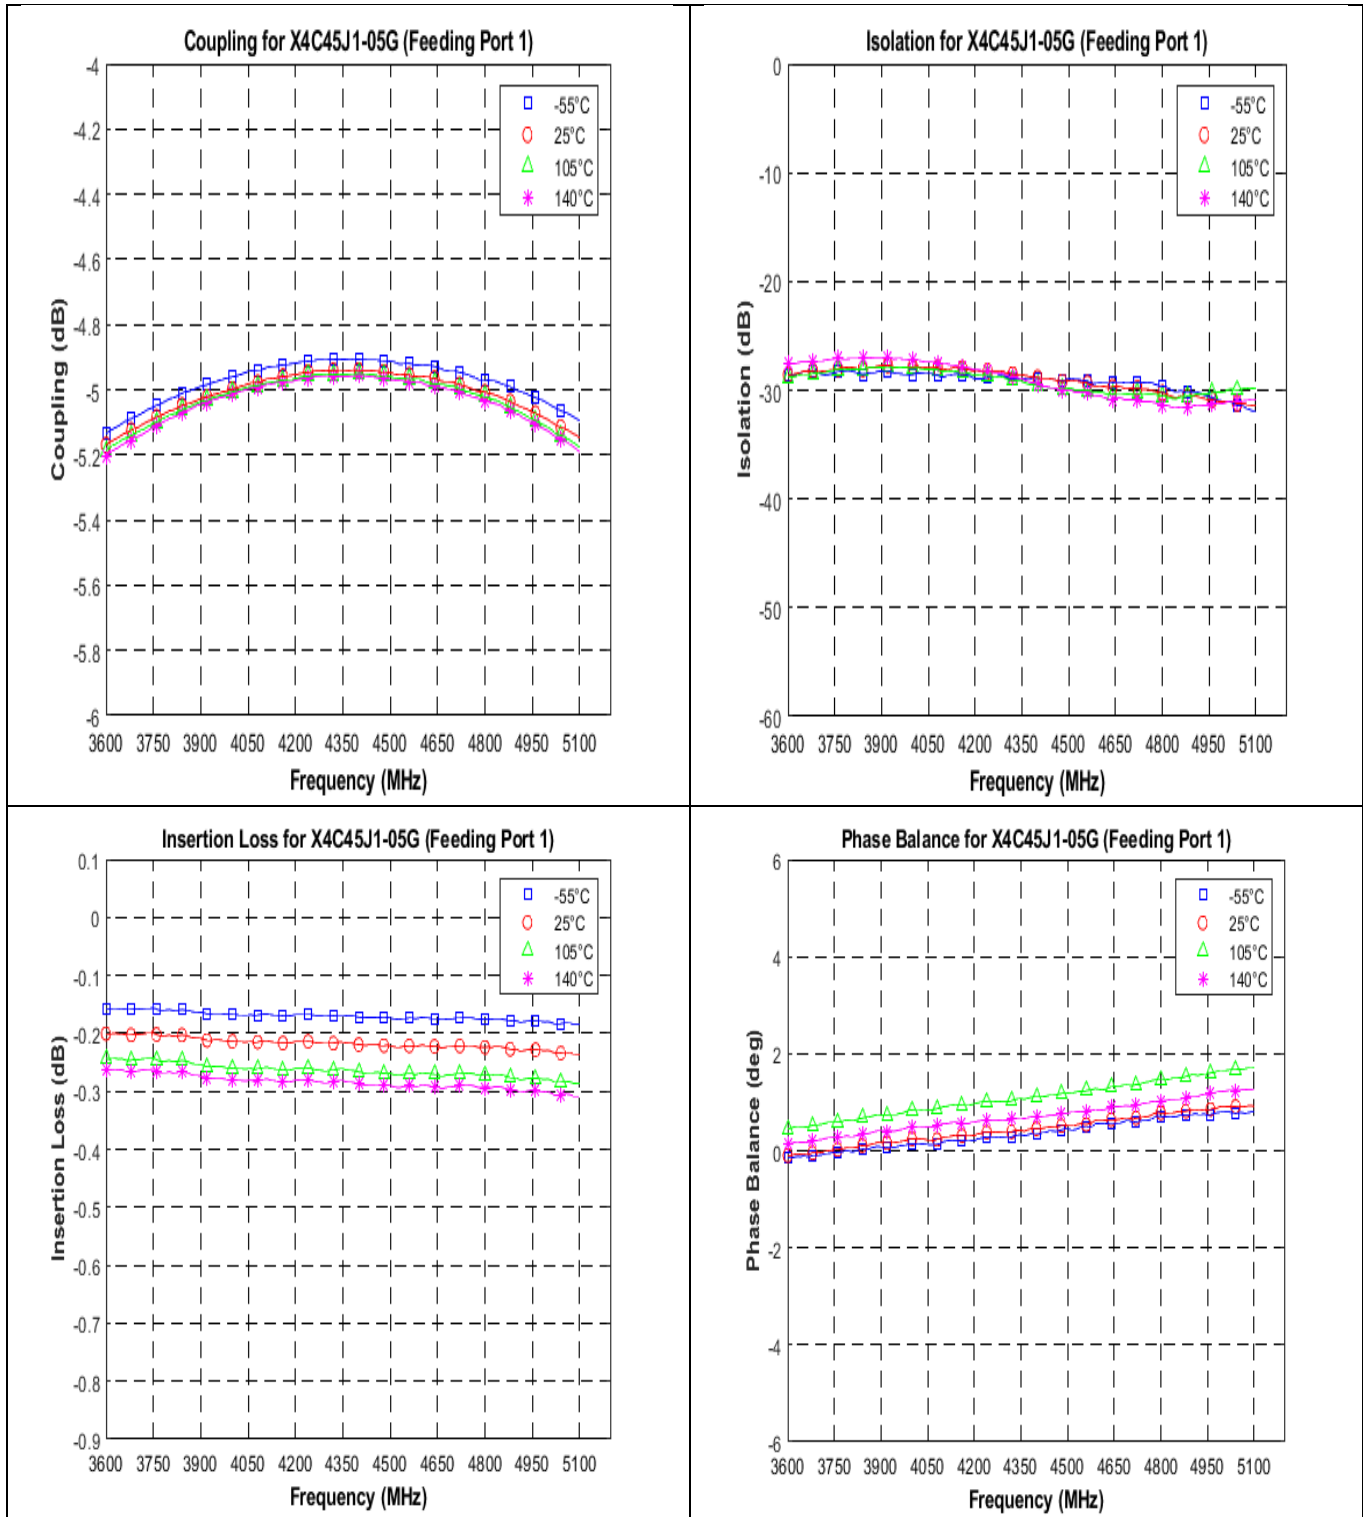 Coupling for X4C45J1-05G (Feeding Port 1)
-4
-4.2
-4.4
-4.6
-4.8
-5
-5.2
-5.4
-5.6
-5.8
-6
Coupling (dB)
-55°C
25°C
105°C
140°C
3600 3750 3900 4050 4200 4350 4500 4650 4800 4950 5100
Frequency (MHz)
Isolation for X4C45J1-05G (Feeding Port 1)
0
-10
-20
-30
-40
-50
-60
Isolation (dB)
-55°C
25°C
105°C
140°C
3600 3750 3900 4050 4200 4350 4500 4650 4800 4950 5100
Frequency (MHz)
Insertion Loss for X4C45J1-05G (Feeding Port 1)
0.1
0
-0.1
-0.2
-0.3
-0.4
-0.5
-0.6
-0.7
-0.8
-0.9
Insertion Loss (dB)
-55°C
25°C
105°C
140°C
3600 3750 3900 4050 4200 4350 4500 4650 4800 4950 5100
Frequency (MHz)
Phase Balance for X4C45J1-05G (Feeding Port 1)
6
4
2
0
-2
-4
-6
Phase Balance (deg)
-55°C
25°C
105°C
140°C
3600 3750 3900 4050 4200 4350 4500 4650 4800 4950 5100
Frequency (MHz)